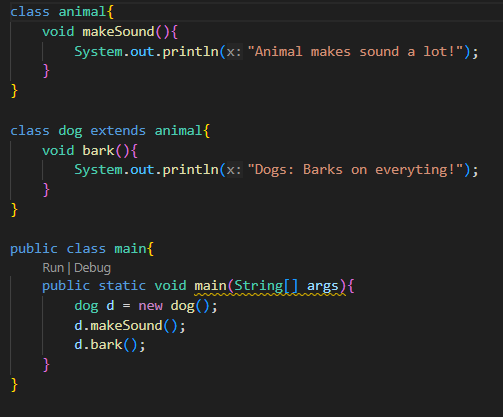 class animal{
    void makeSound(){
        System.out.println(x: "Animal makes sound a lot!");
    }
}

class dog extends animal{
    void bark(){
        System.out.println(x: "Dogs: Barks on everyting!");
    }
}

public class main{
    Run | Debug
    public static void main(String[] args){
        dog d = new dog();
        d.makeSound();
        d.bark();
    }
}